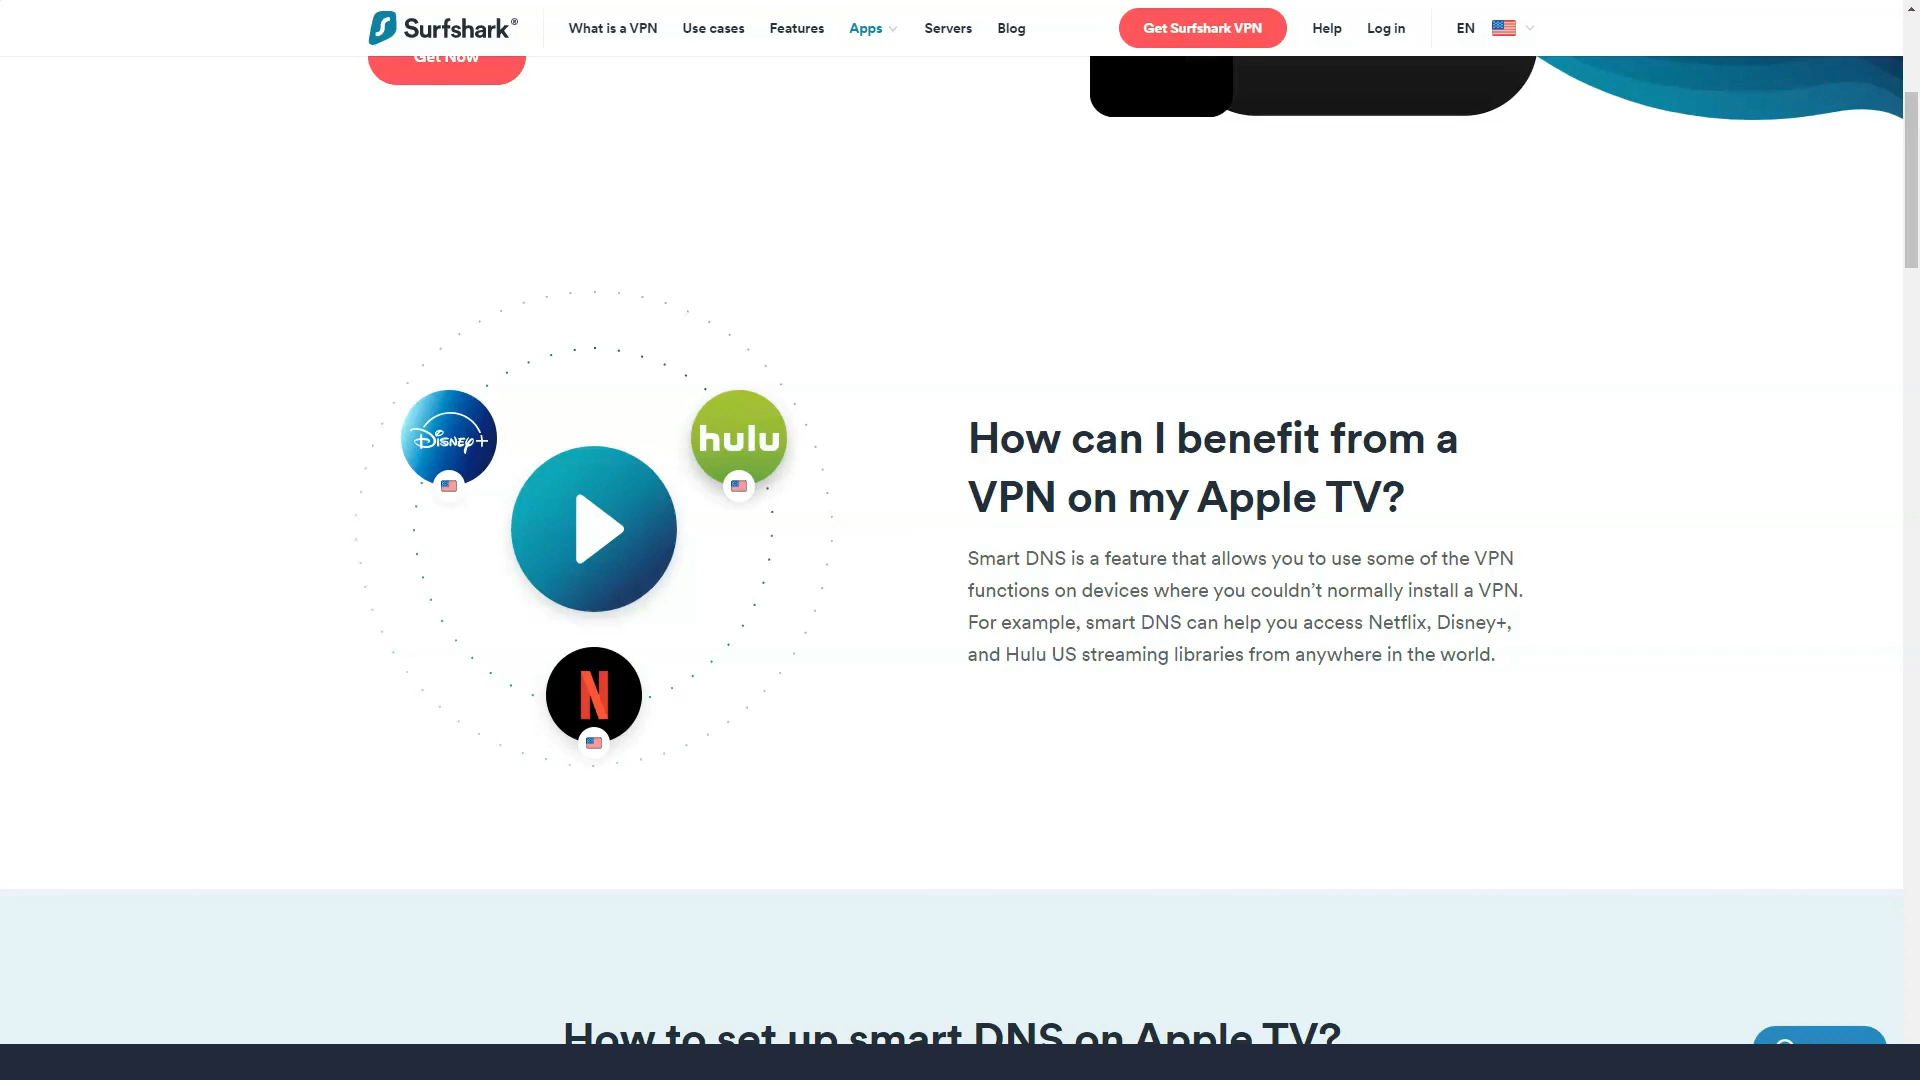 Surfshark®
What is a VPN
Use cases
Features
Apps
Servers
Blog
Get Surfshark VPN
Help
Log in
EN
Get Now
Disney+
hulu
N
How can I benefit from a
VPN on my Apple TV?
Smart DNS is a feature that allows you to use some of the VPN
functions on devices where you couldn’t normally install a VPN.
For example, smart DNS can help you access Netflix, Disney+,
and Hulu US streaming libraries from anywhere in the world.
How to set up smart DNS on Apple TV?